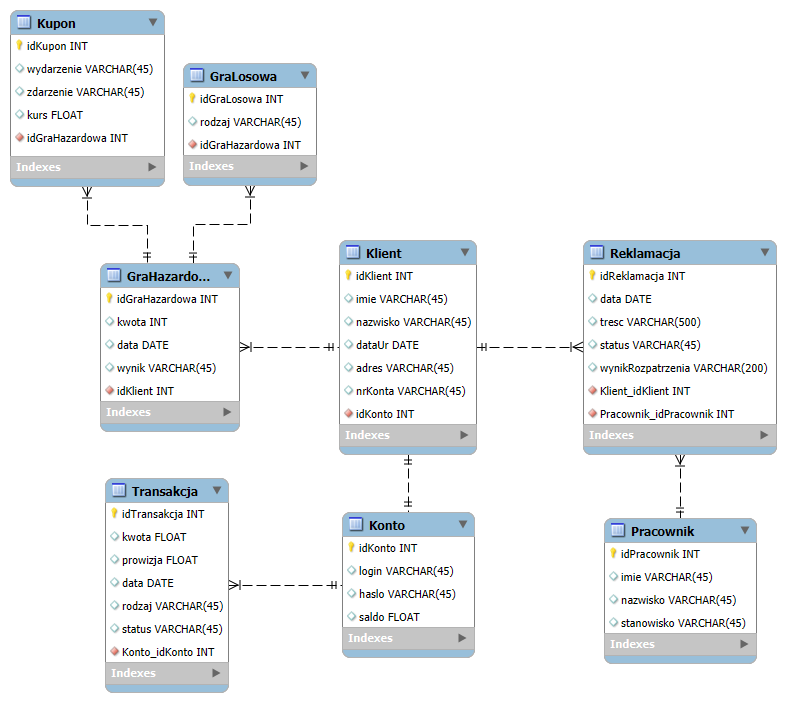 Kupon
idKupon INT
wydarzenie VARCHAR(45)
zdarzenie VARCHAR(45)
kurs FLOAT
idGraHazardowa INT
Indexes
GraLosowa
idGraLosowa INT
rodzaj VARCHAR(45)
idGraHazardowa INT
Indexes
GraHazardo...
idGraHazardowa INT
kwota INT
data DATE
wynik VARCHAR(45)
idKlient INT
Indexes
Klient
idKlient INT
imie VARCHAR(45)
nazwisko VARCHAR(45)
dataUr DATE
adres VARCHAR(45)
nrKonta VARCHAR(45)
idKonto INT
Indexes
Reklamacja
idReklamacja INT
data DATE
tresc VARCHAR(500)
status VARCHAR(45)
wynikRozpatrzenia VARCHAR(200)
Klient_idKlient INT
Pracownik_idPracownik INT
Indexes
Transakcja
idTransakcja INT
kwota FLOAT
prowizja FLOAT
data DATE
rodzaj VARCHAR(45)
status VARCHAR(45)
Konto_idKonto INT
Indexes
Konto
idKonto INT
login VARCHAR(45)
haslo VARCHAR(45)
saldo FLOAT
Indexes
Pracownik
idPracownik INT
imie VARCHAR(45)
nazwisko VARCHAR(45)
stanowisko VARCHAR(45)
Indexes